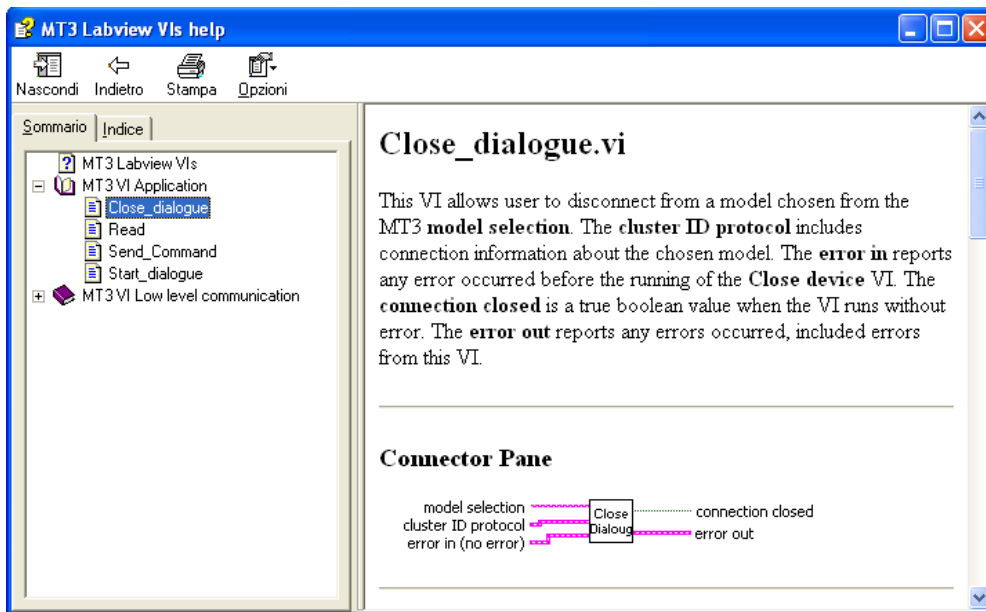 MT3 Labview VIs help
Nascondi Indietro Stampa Opzioni
Sommario Indice
MT3 Labview VIs
MT3 VI Application
Close_dialogue
Read
Send_Command
Start_dialogue
MT3 VI Low level communication
Close_dialogue.vi
This VI allows user to disconnect from a model chosen from the
MT3 model selection. The cluster ID protocol includes
connection information about the chosen model. The error in reports
any error occurred before the running of the Close device VI. The
connection closed is a true boolean value when the VI runs without
error. The error out reports any errors occurred, included errors
from this VI.
Connector Pane
model selection
cluster ID protocol
error in (no error)
Close
Dialoug
connection closed
error out